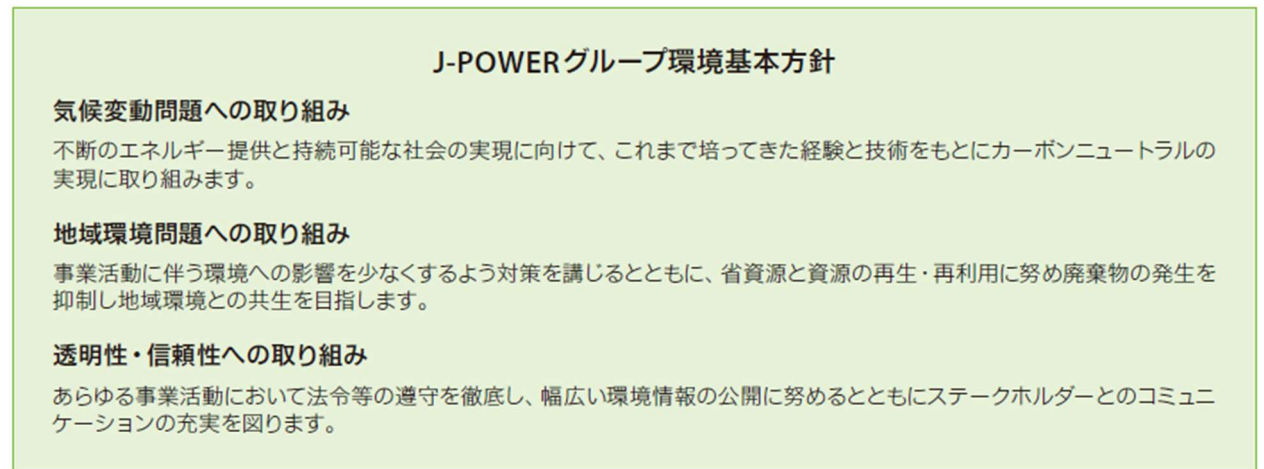 J-POWERグループ環境基本方針
気候変動問題への取り組み
不断のエネルギー提供と持続可能な社会の実現に向けて、これまで培ってきた経験と技術をもとにカーボンニュートラルの
実現に取り組みます。
地域環境問題への取り組み
事業活動に伴う環境への影響を少なくするよう対策を講じるとともに、省資源と資源の再生・再利用に努め廃棄物の発生を
抑制し地域環境との共生を目指します。
透明性・信頼性への取り組み
あらゆる事業活動において法令等の遵守を徹底し、幅広い環境情報の公開に努めるとともにステークホルダーとのコミュニ
ケーションの充実を図ります。